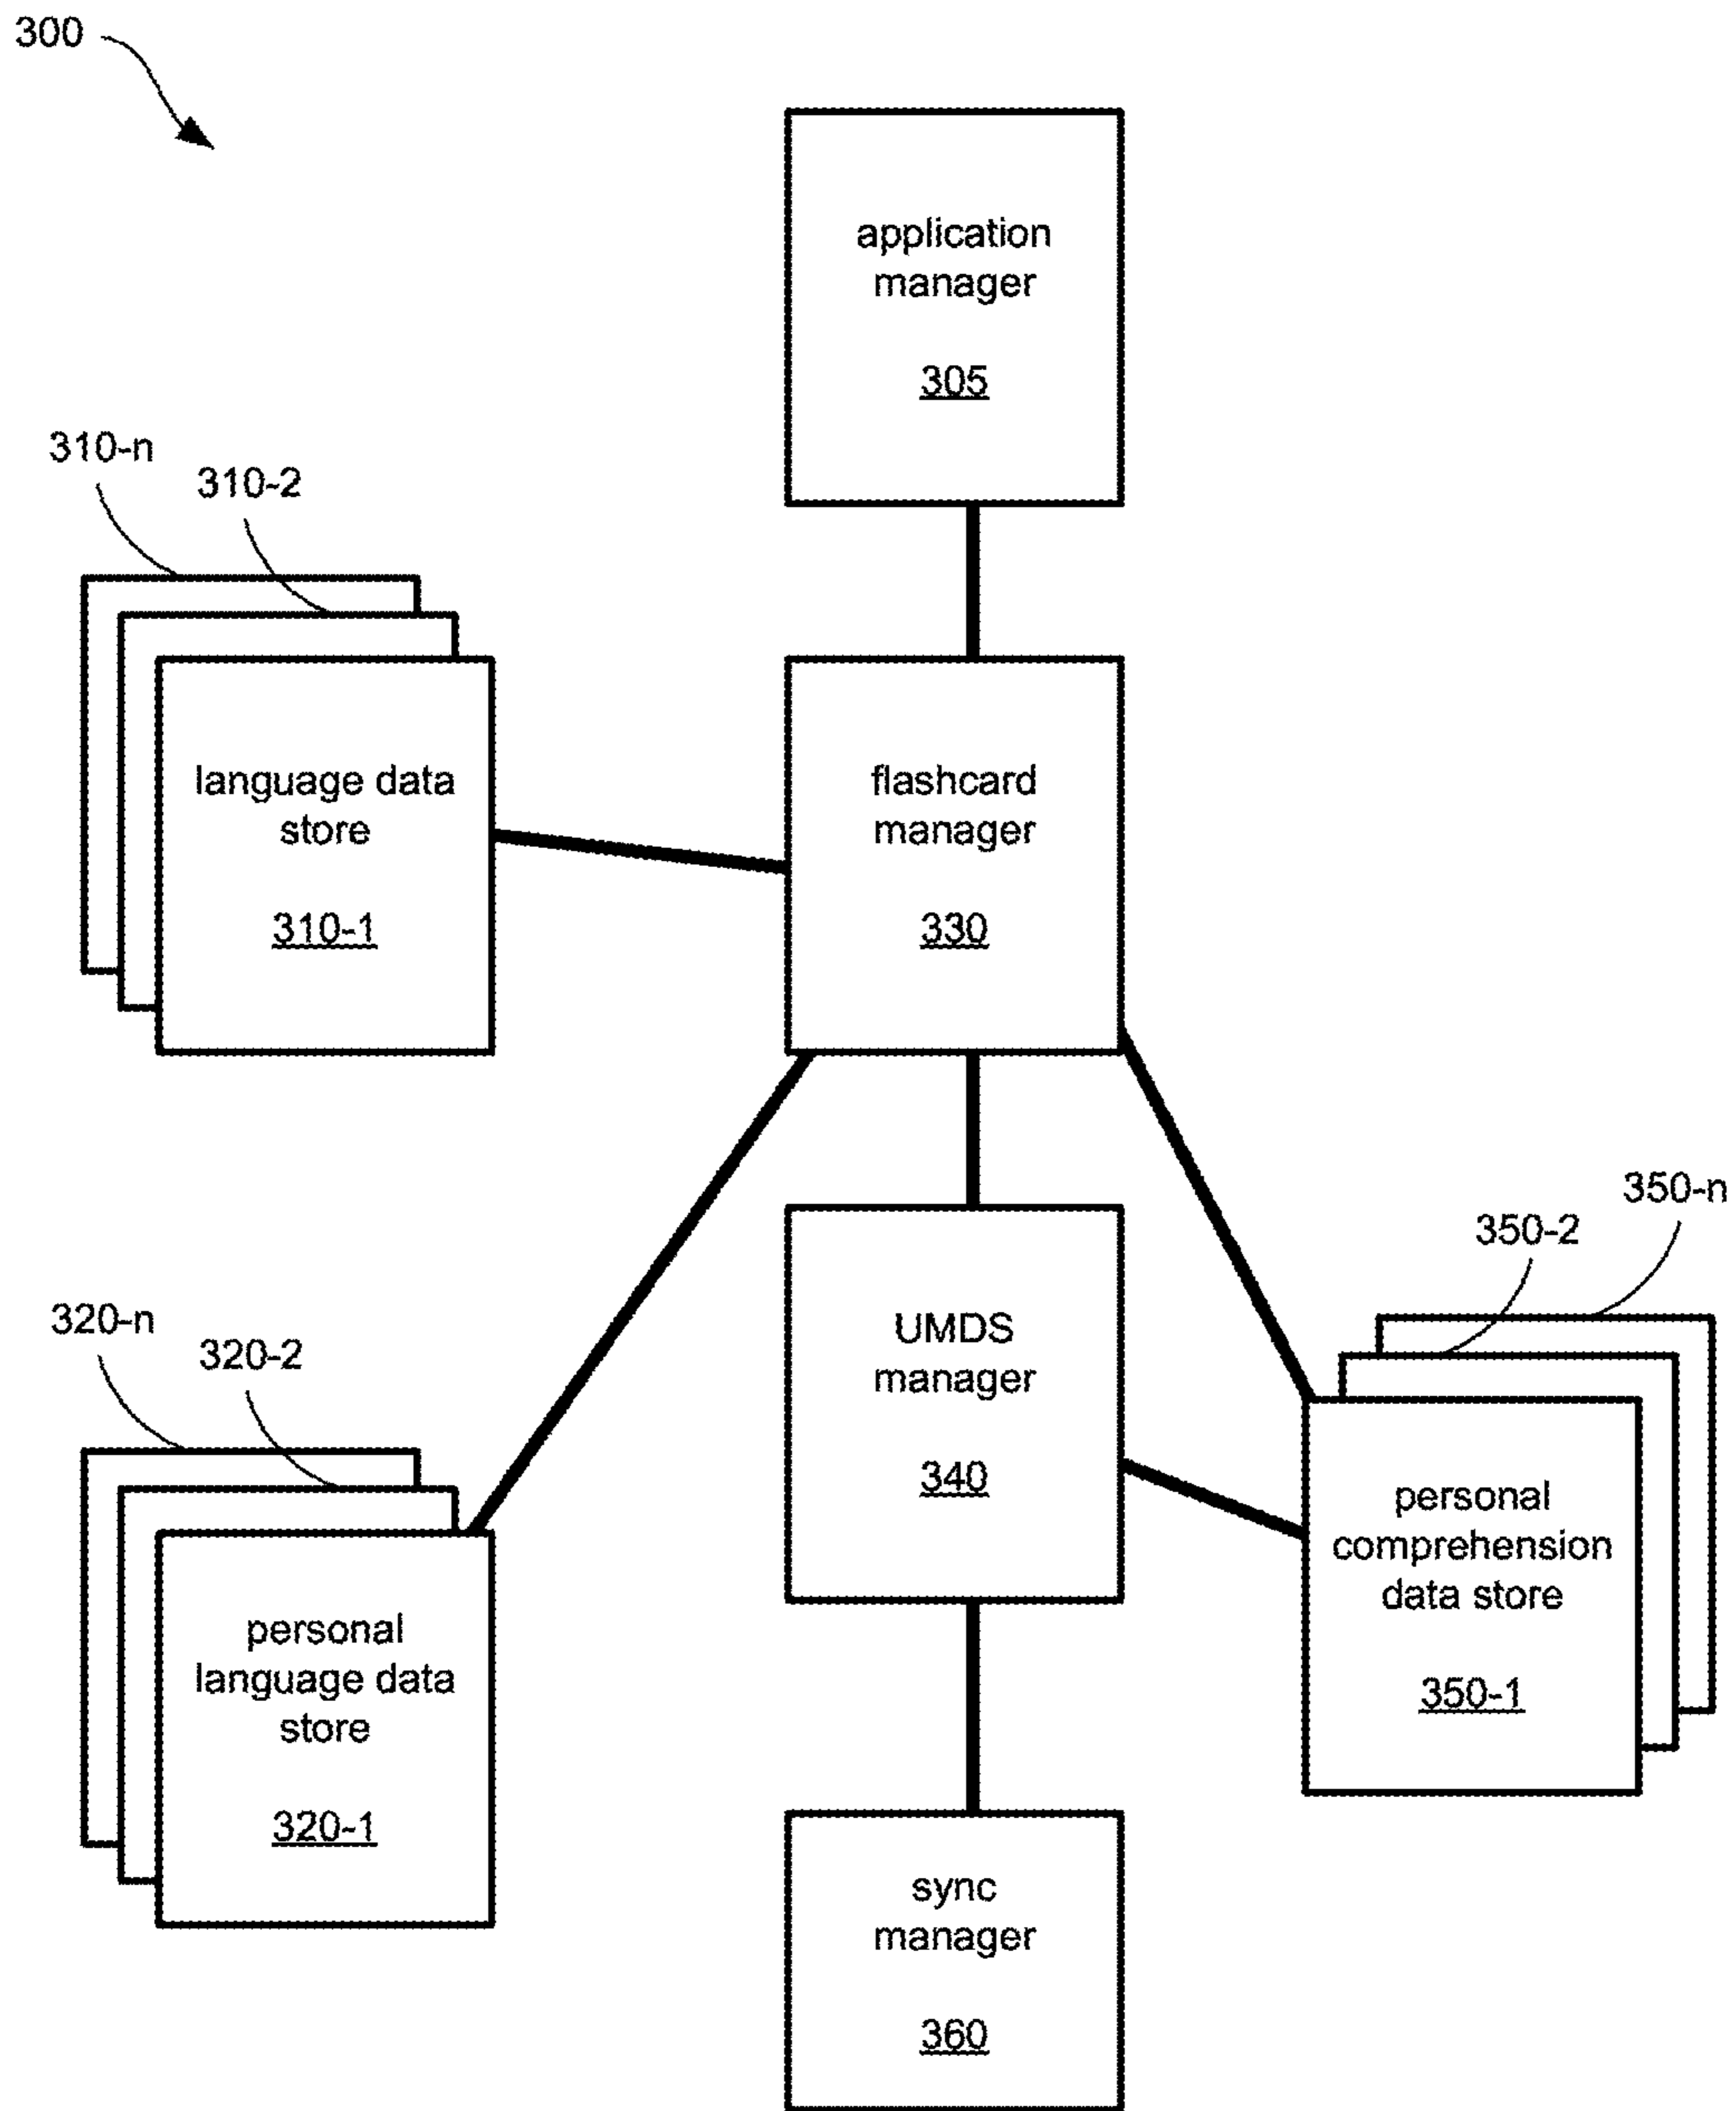 300
application
manager
305
310-n
310-2
language data
store
310-1
flashcard
manager
330
350-n
350-2
UMDS
manager
340
320-n
320-2
personal
language data
store
320-1
personal
comprehension
data store
350-1
sync
manager
360